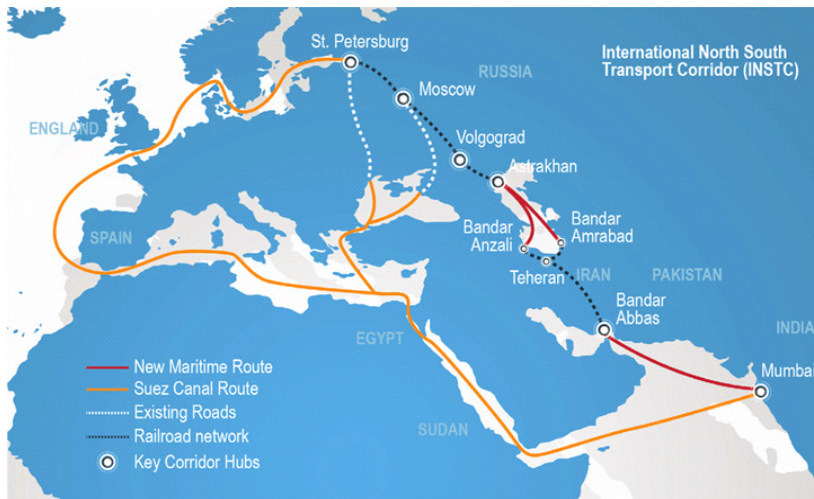 St. Petersburg
International North South
Transport Corridor (INSTC)
RUSSIA
Moscow
ENGLAND
Volgograd
Astrakhan
SPAIN
Bandar
Anzali
Bandar
Amrabad
Teheran
IRAN
PAKISTAN
Bandar
Abbas
EGYPT
INDIA
New Maritime Route
Suez Canal Route
Existing Roads
Railroad network
Key Corridor Hubs
Mumbai
SUDAN